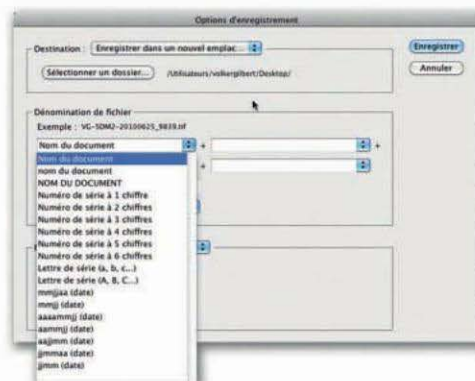 Options d'enregistrement
Destination : Enregistrer dans un nouvel emplac...
Enregistrer
Sélectionner un dossier... /Utilisateurs/volkergilbert/Desktop/
Annuler
Dénomination de fichier
Exemple : VG-SDM2-20100625_9839.tif
Nom du document + +
Nom du document
+
nom du document
NOM DU DOCUMENT
Numéro de série à 1 chiffre
Numéro de série à 2 chiffres
Numéro de série à 3 chiffres
Numéro de série à 4 chiffres
Numéro de série à 5 chiffres
Numéro de série à 6 chiffres
Lettre de série (a, b, c...)
Lettre de série (A, B, C...)
mmjjaa (date)
mmjj (date)
aaaammjj (date)
aammjj (date)
aajjmm (date)
jjmmaa (date)
jjmm (date)